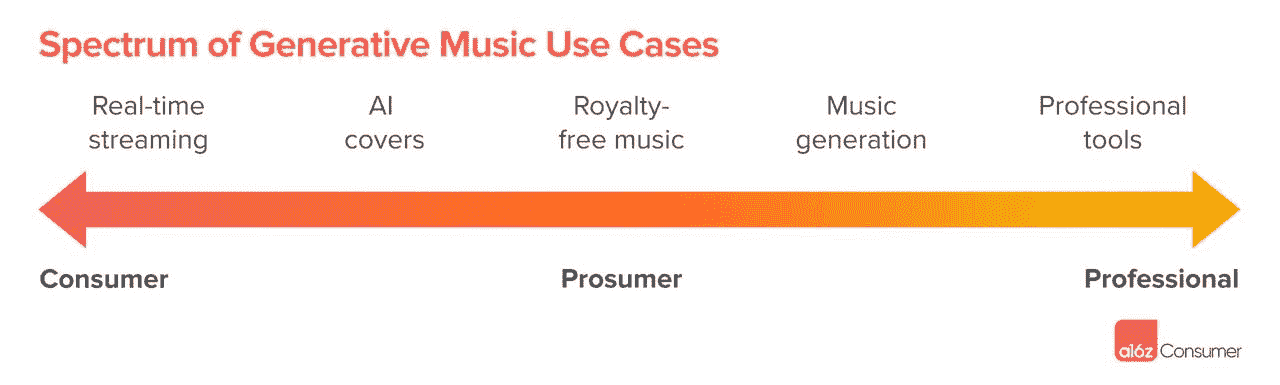 Spectrum of Generative Music Use Cases
Real-time
streaming
AI
covers
Royalty-
free music
Music
generation
Professional
tools
Consumer
Prosumer
Professional
a16z Consumer